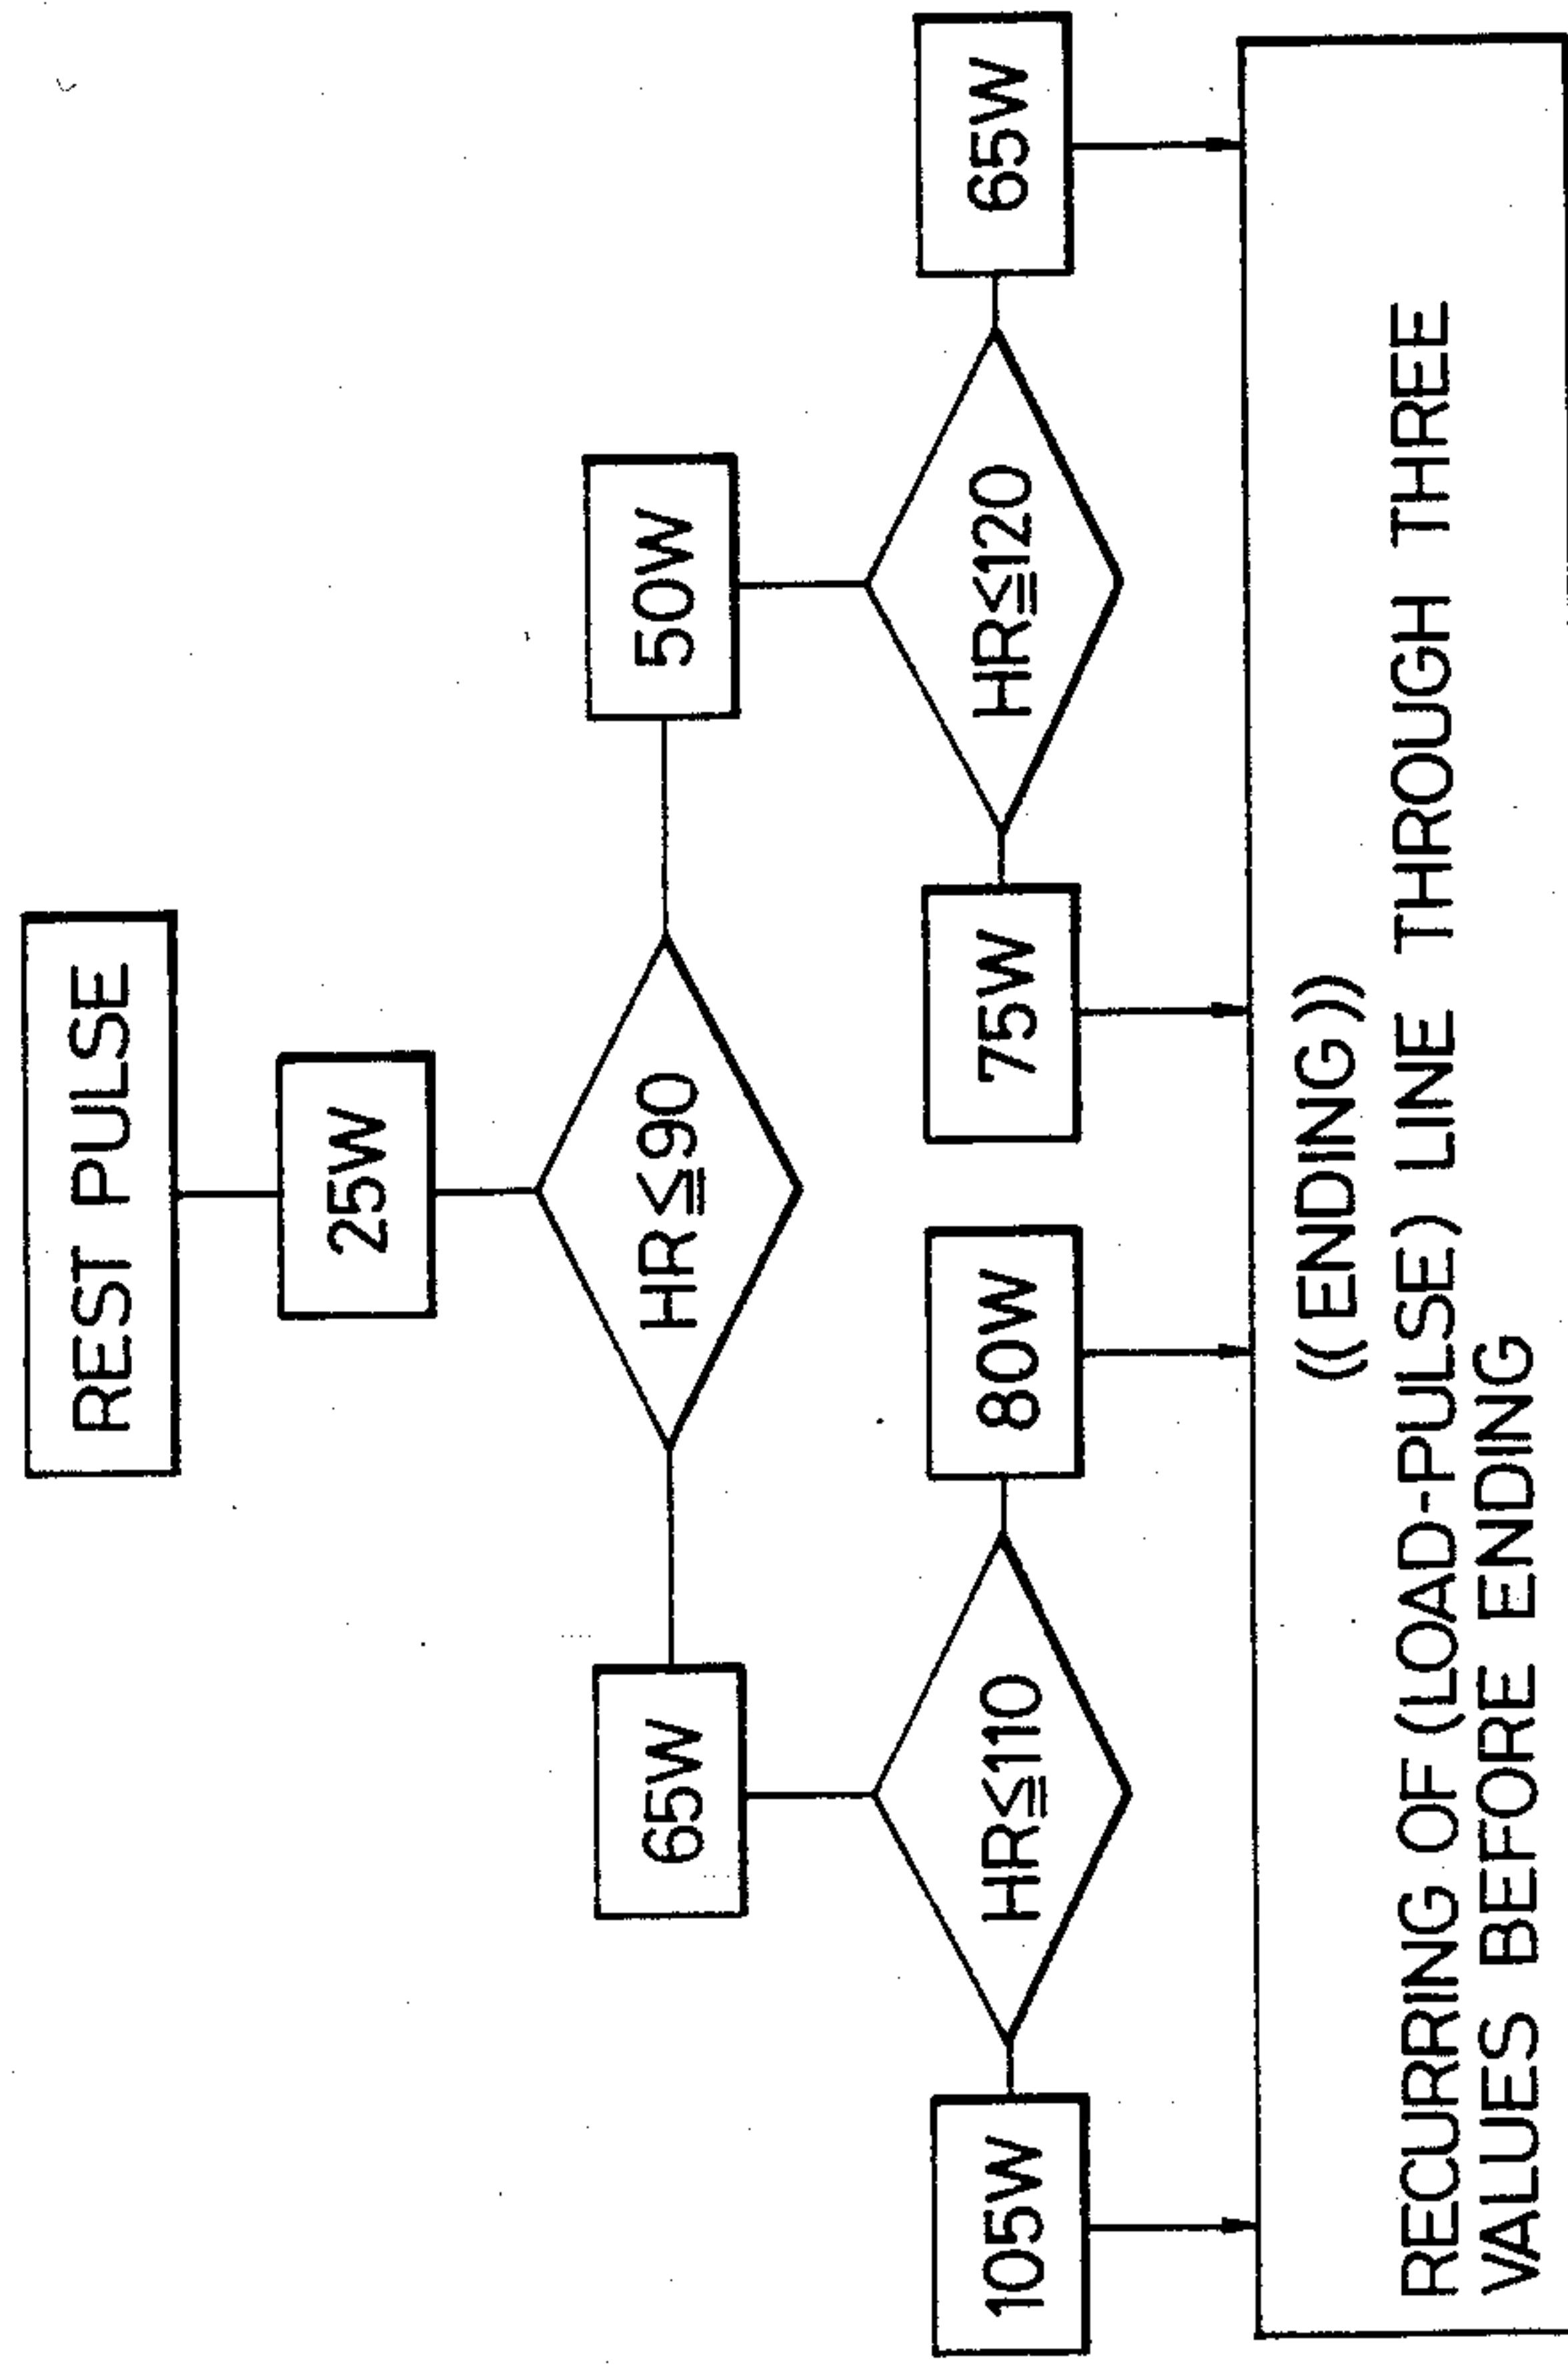 REST PULSE
25W
HR≦90
65W
50W
HR≦110
HR≦120
105W
80W
75W
65W
((ENDING))
RECURRING OF (LOAD-PULSE) LINE THROUGH THREE
VALUES BEFORE ENDING